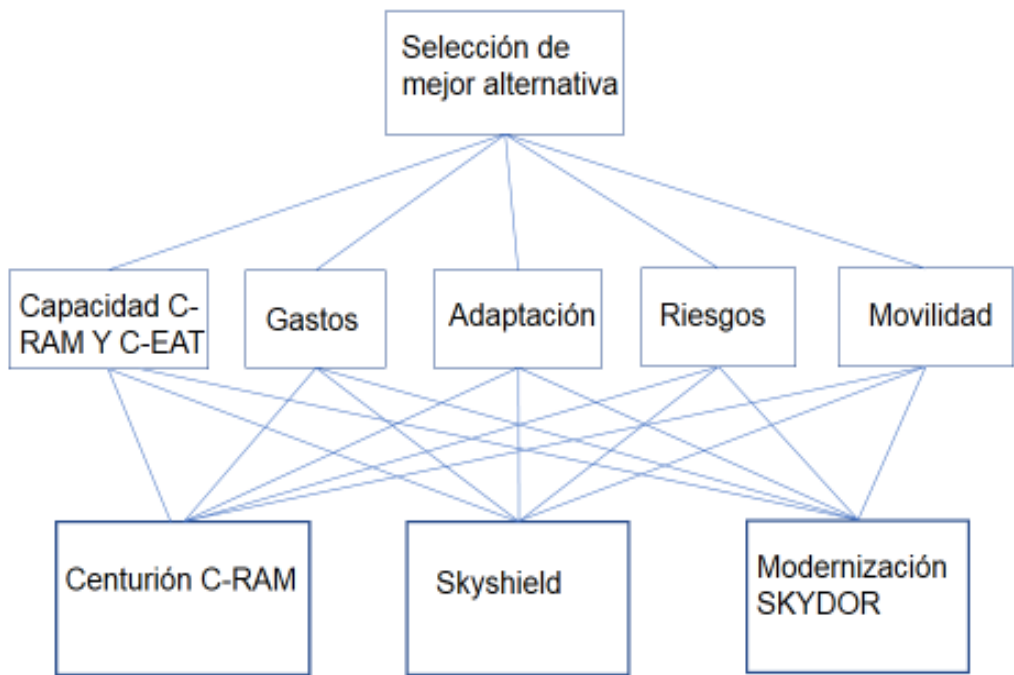 Selección de
mejor alternativa
Capacidad C-
RAM Y C-EAT
Gastos
Adaptación
Riesgos
Movilidad
Centurión C-RAM
Skyshield
Modernización
SKYDOR